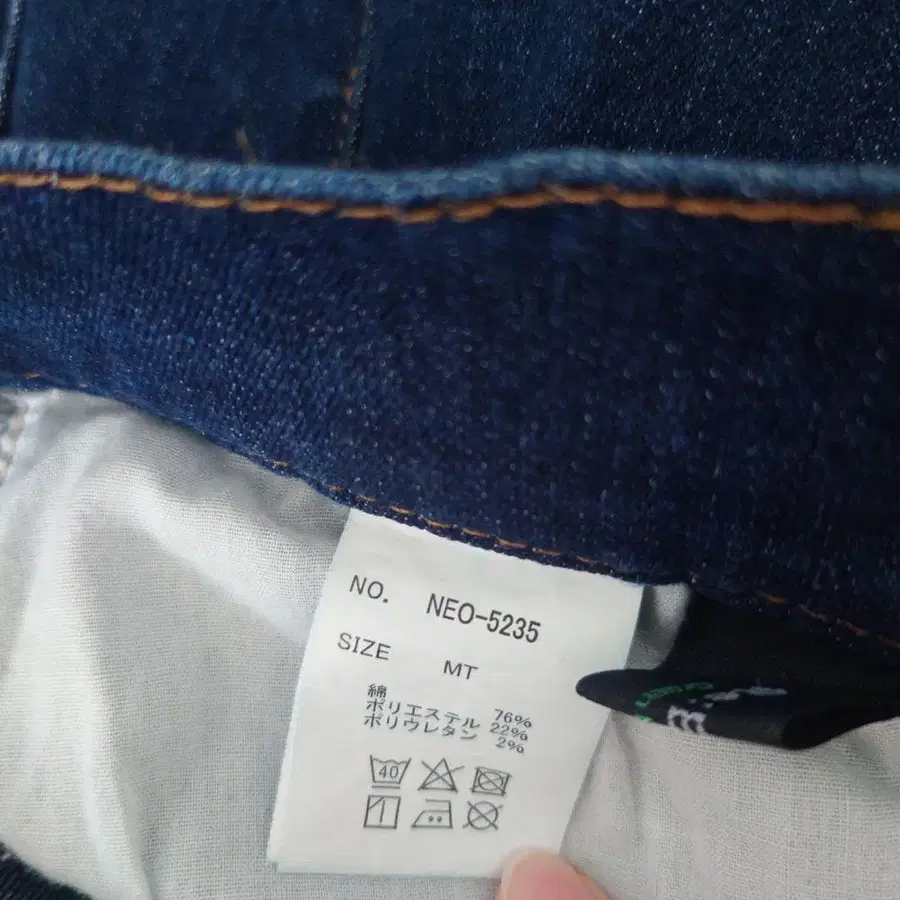 NO. NEO-5235
SIZE MT
綿 76%
ポリエステル 22%
ポリウレタン 2%
40